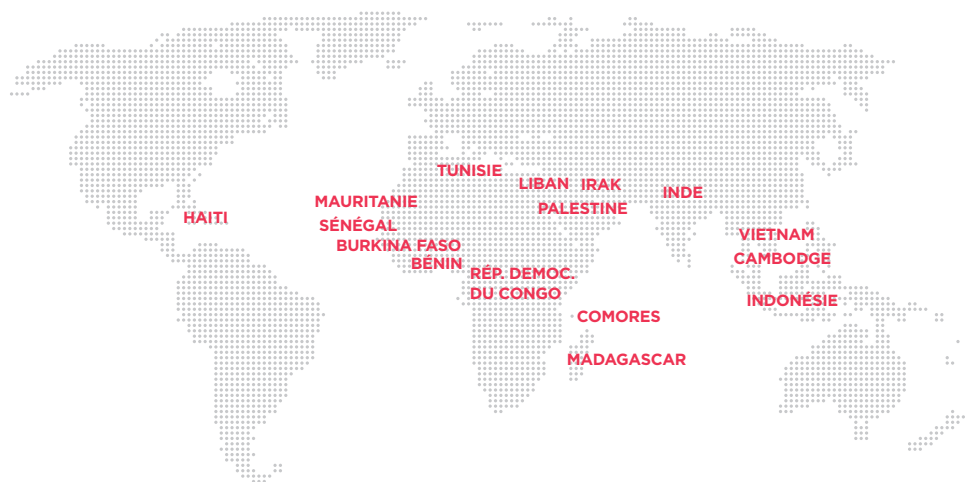 TUNISIE
LIBAN IRAK
INDE
MAURITANIE
PALESTINE
HAITI
SÉNÉGAL
VIETNAM
BURKINA FASO
CAMBODGE
BÉNIN
RÉP. DEMOC.
DU CONGO
INDONÉSIE
COMORES
MADAGASCAR